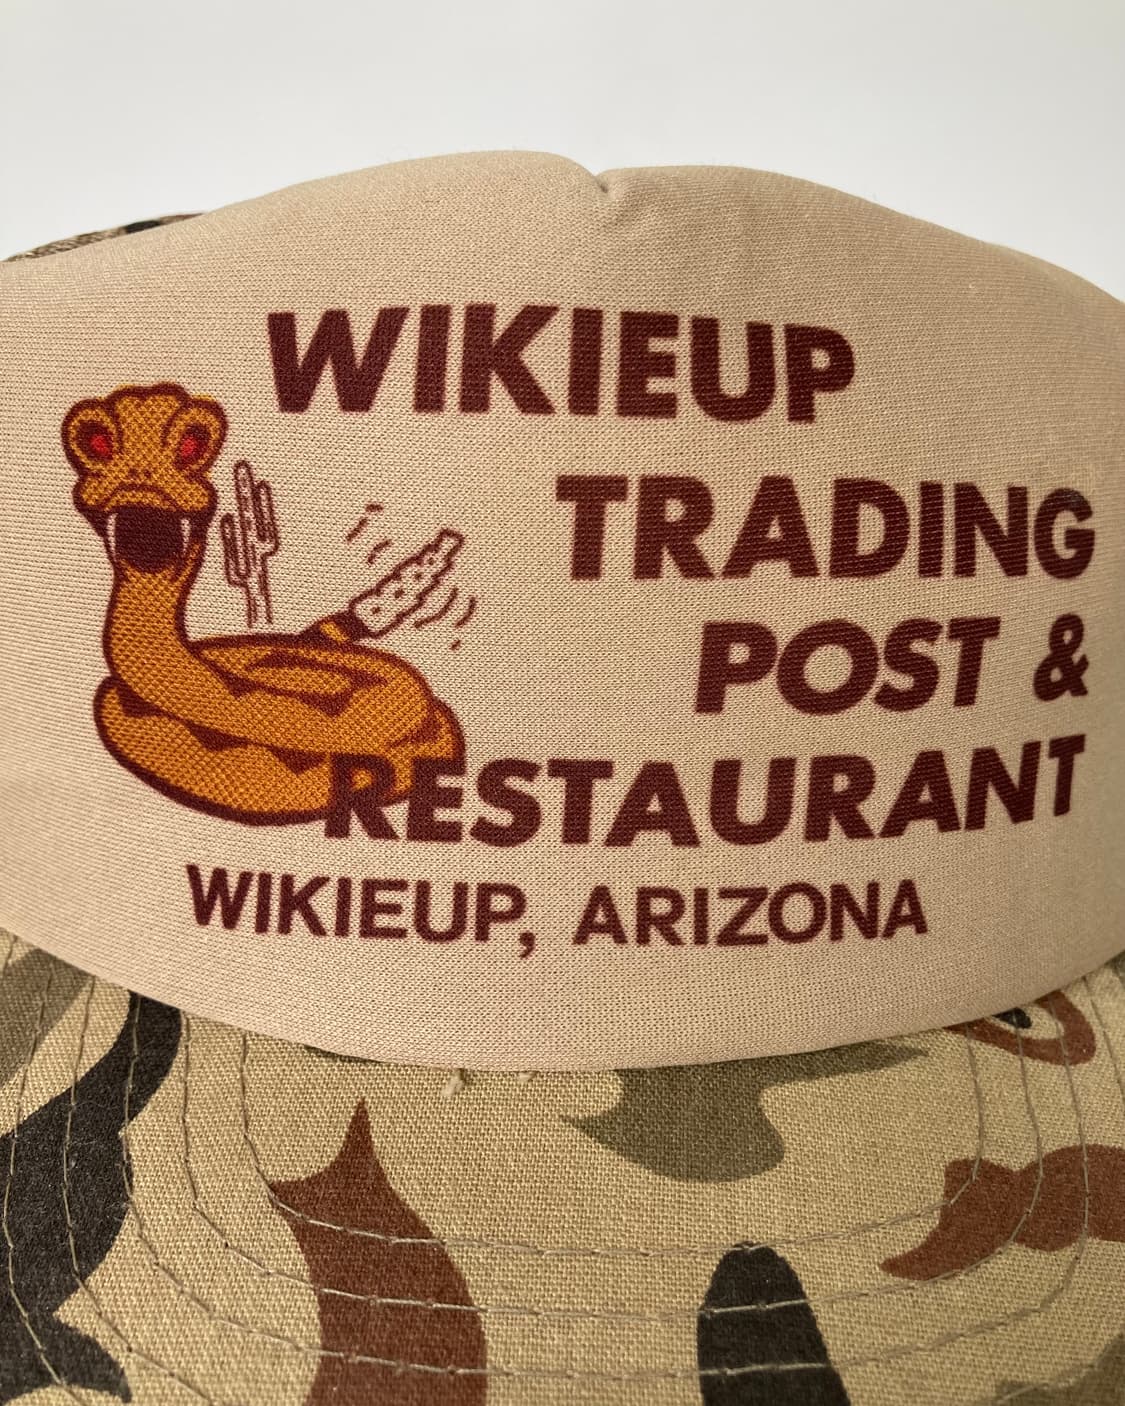 WIKIEUP
TRADING
POST &
RESTAURANT
WIKIEUP, ARIZONA